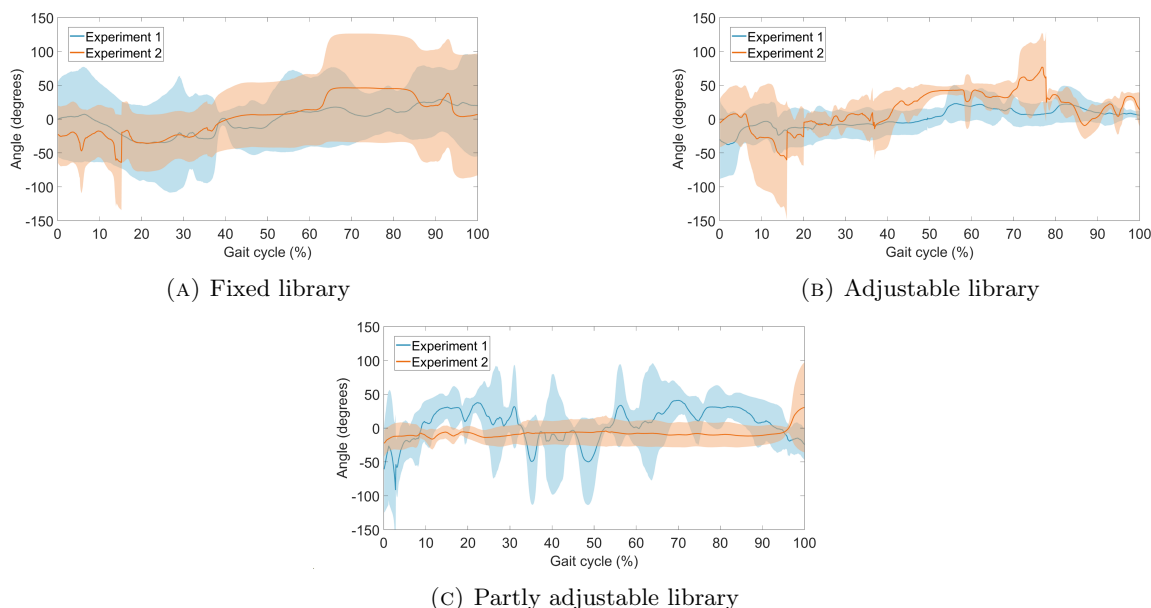 150
100
50
0
-50
-100
-150
Angle (degrees)
Experiment 1
Experiment 2
0 10 20 30 40 50 60 70 80 90 100
Gait cycle (%)
(A) Fixed library
150
100
50
0
-50
-100
-150
Angle (degrees)
Experiment 1
Experiment 2
0 10 20 30 40 50 60 70 80 90 100
Gait cycle (%)
(B) Adjustable library
150
100
50
0
-50
-100
-150
Angle (degrees)
Experiment 1
Experiment 2
0 10 20 30 40 50 60 70 80 90 100
Gait cycle (%)
(C) Partly adjustable library